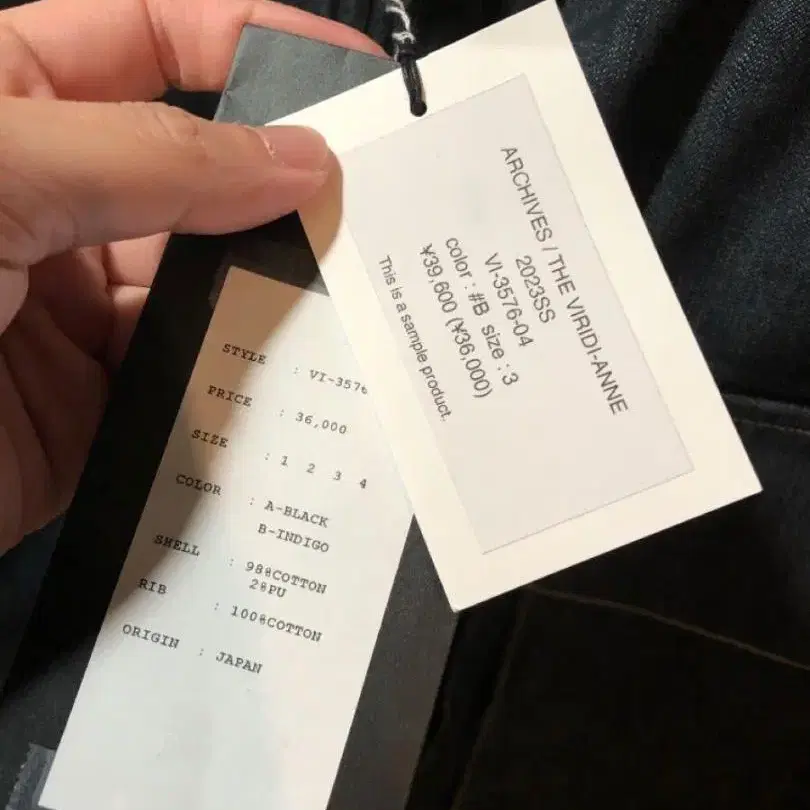 ARCHIVES / THE VIRIDI-ANNE
2023SS
VI-3576-04
color : #B size : 3
¥39,600 (¥36,000)
This is a sample product.
STYLE : VI-3576
PRICE : 36,000
SIZE : 1 2 3 4
COLOR : A-BLACK
B-INDIGO
SHELL : 98%COTTON
2%PU
RIB : 100%COTTON
ORIGIN : JAPAN